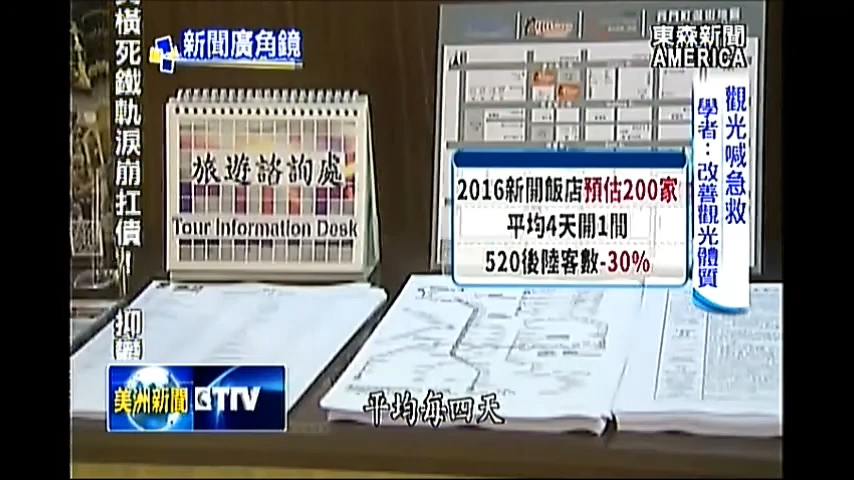 新聞廣角鏡
東森新聞
AMERICA
橫死鐵軌淚崩扛債！ 抑鬱
觀光喊急救
學者：改善觀光體質
旅遊諮詢處
Tour Information Desk
2016新開飯店預估200家
平均4天開1間
520後陸客數-30%
美洲新聞
ETTV
平均每四天